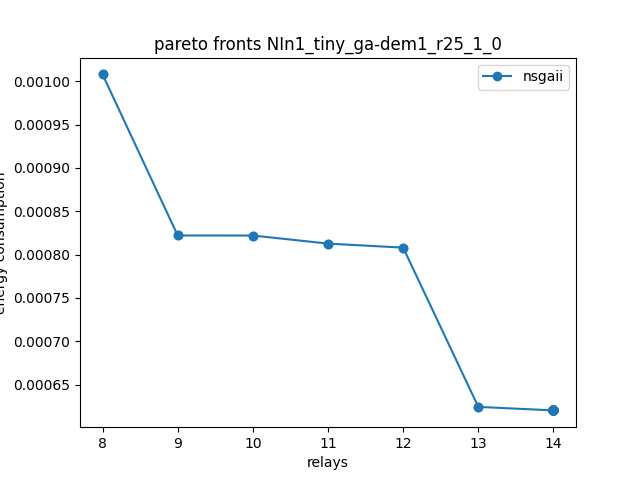 pareto fronts NIn1_tiny_ga-dem1_r25_1_0
nsgaii
0.00100
0.00095
0.00090
0.00085
0.00080
0.00075
0.00070
0.00065
energy consumption
8 9 10 11 12 13 14
relays